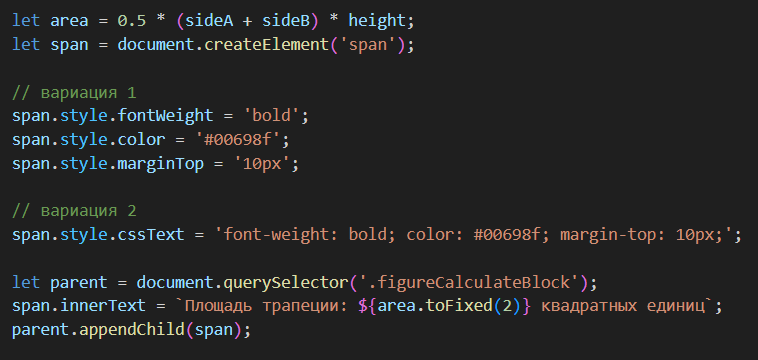 let area = 0.5 * (sideA + sideB) * height;
let span = document.createElement('span');
// вариация 1
span.style.fontWeight = 'bold';
span.style.color = '#00698f';
span.style.marginTop = '10px';
// вариация 2
span.style.cssText = 'font-weight: bold; color: #00698f; margin-top: 10px;';
let parent = document.querySelector('.figureCalculateBlock');
span.innerText = `Площадь трапеции: ${area.toFixed(2)} квадратных единиц`;
parent.appendChild(span);